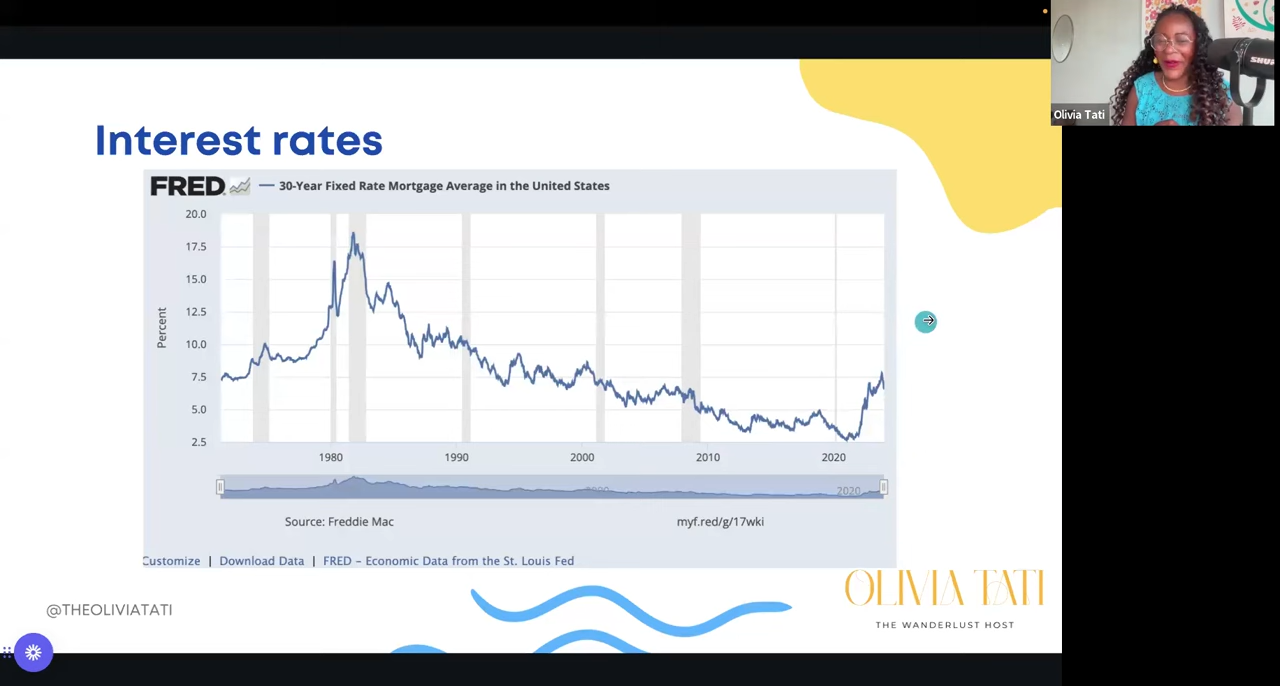 Olivia Tati
SHURE
Interest rates
FRED
30-Year Fixed Rate Mortgage Average in the United States
20.0
17.5
15.0
12.5
10.0
7.5
5.0
2.5
Percent
1980 1990 2000 2010 2020
2000 2020
Source: Freddie Mac myf.red/g/17wki
Customize | Download Data | FRED – Economic Data from the St. Louis Fed
@THEOLIVIATATI
OLIVIA TATI
THE WANDERLUST HOST